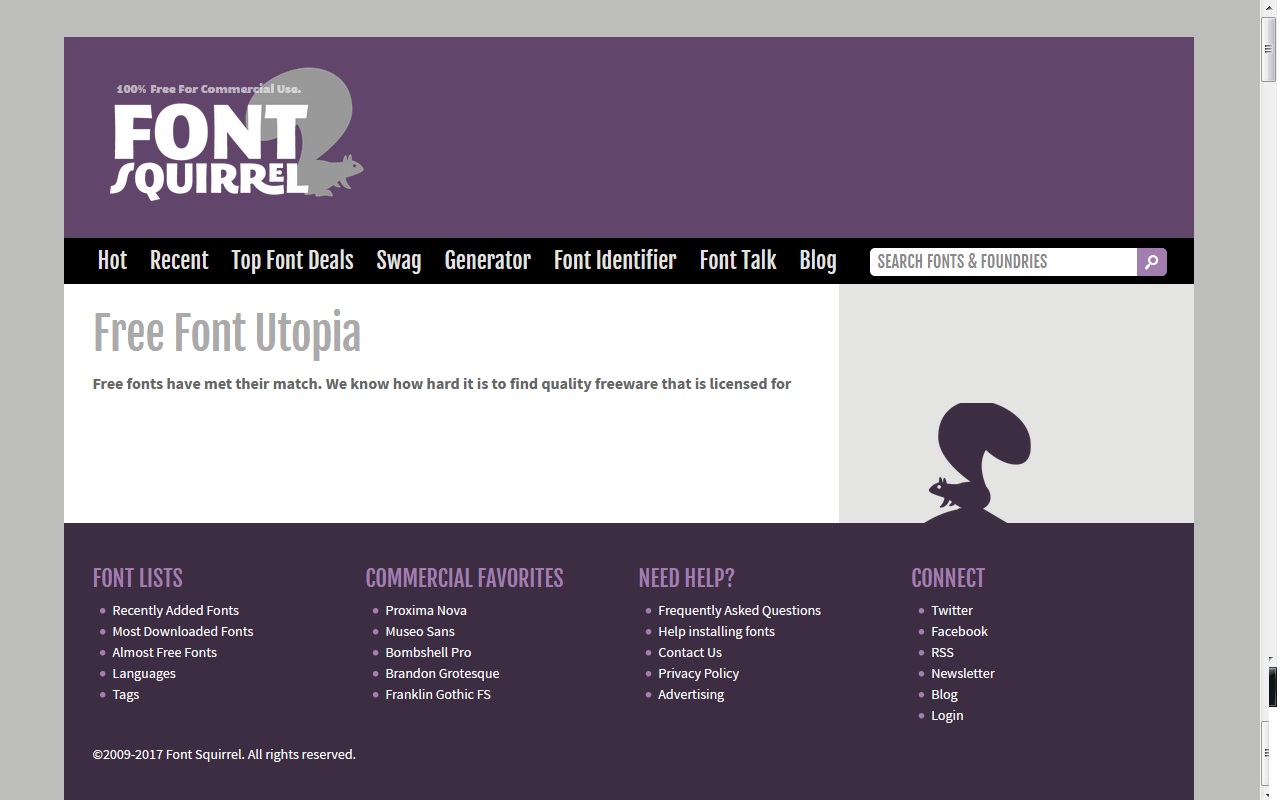 100% Free For Commercial Use.
FONT
SQUIRREL
Hot Recent Top Font Deals Swag Generator Font Identifier Font Talk Blog SEARCH FONTS & FOUNDRIES
Free Font Utopia
Free fonts have met their match. We know how hard it is to find quality freeware that is licensed for
FONT LISTS
Recently Added Fonts
Most Downloaded Fonts
Almost Free Fonts
Languages
Tags
COMMERCIAL FAVORITES
Proxima Nova
Museo Sans
Bombshell Pro
Brandon Grotesque
Franklin Gothic FS
NEED HELP?
Frequently Asked Questions
Help installing fonts
Contact Us
Privacy Policy
Advertising
CONNECT
Twitter
Facebook
RSS
Newsletter
Blog
Login
©2009-2017 Font Squirrel. All rights reserved.